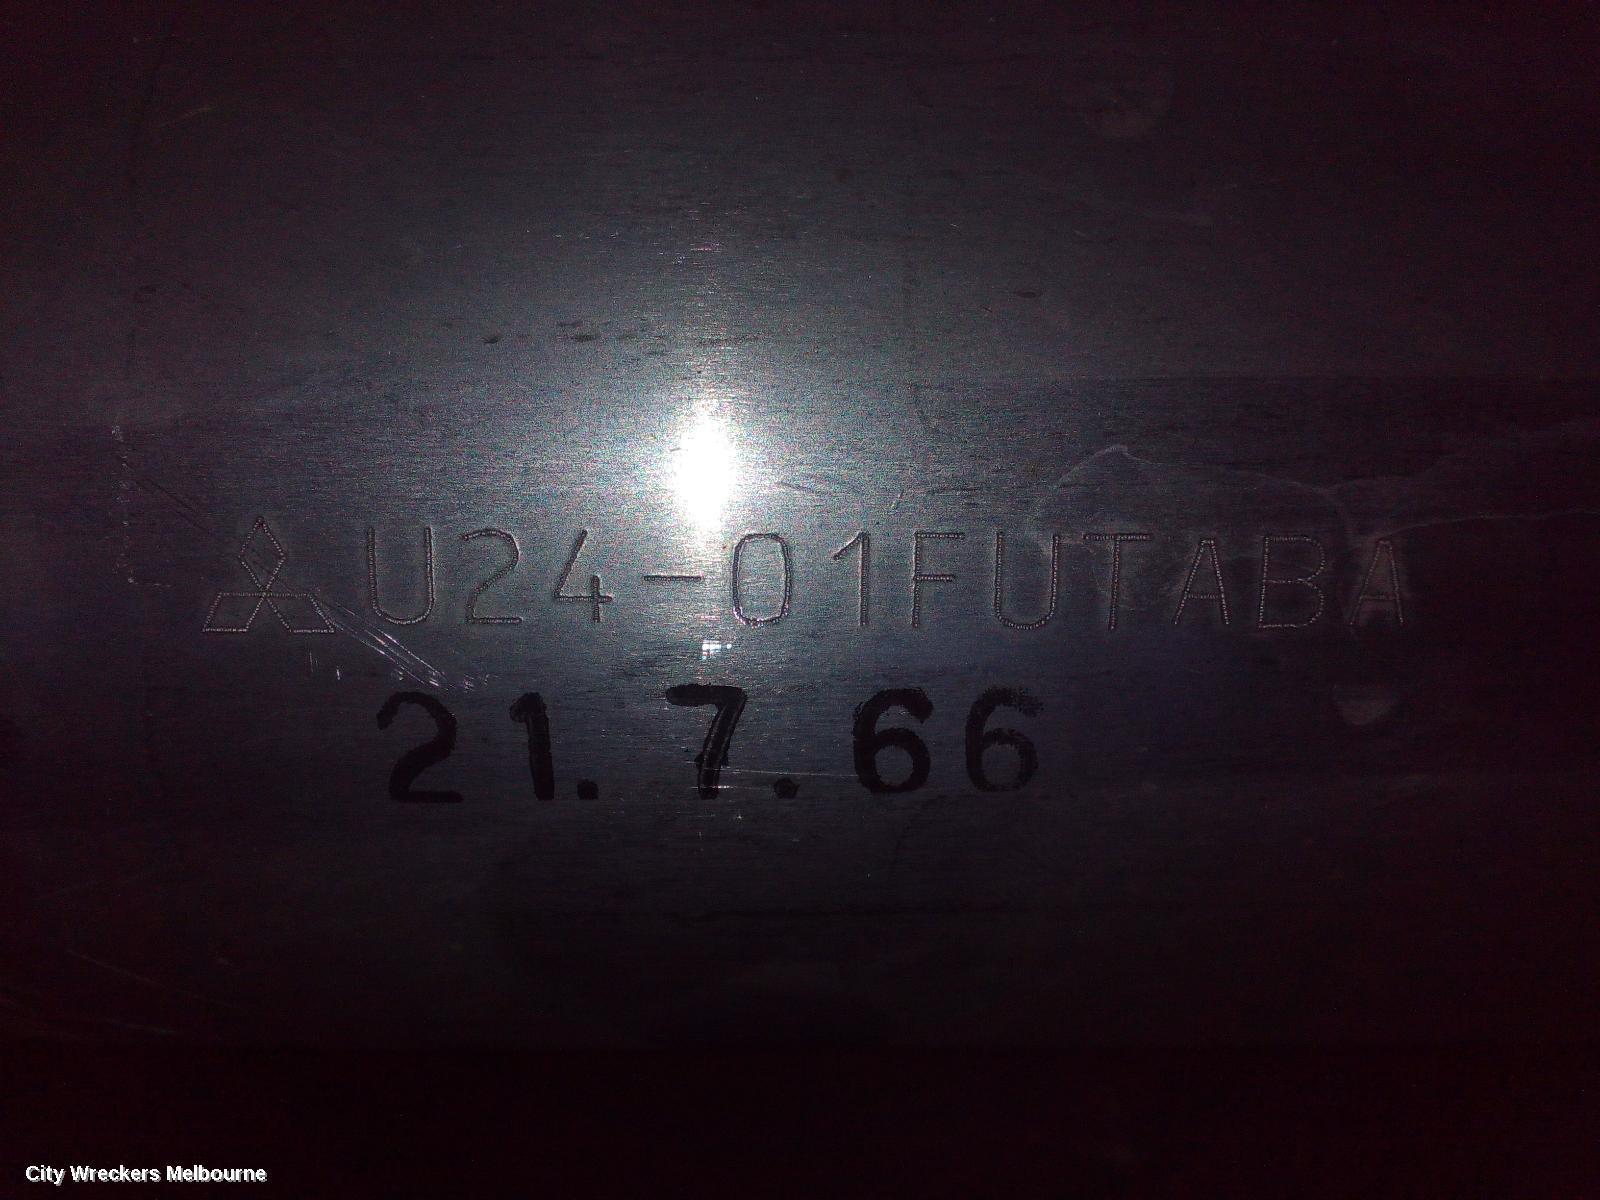 U24-01FUTABA
21.7.66
City Wreckers Melbourne